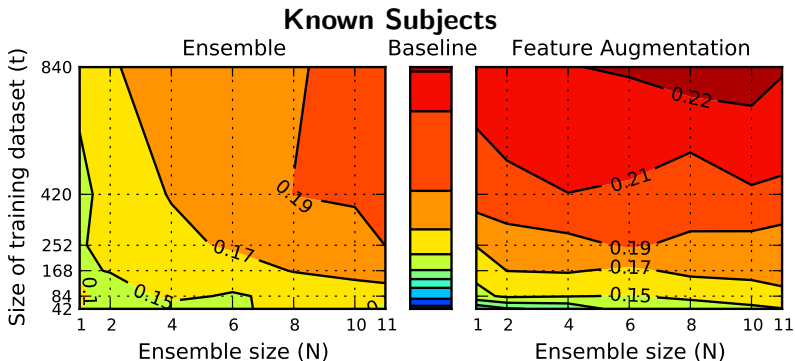 Known Subjects
Ensemble Baseline Feature Augmentation
Size of training dataset (t)
840
420
252
168
84
42
0.19
0.17
0.15
0.1
1 2 4 6 8 10 11
Ensemble size (N)
0.22
0.21
0.19
0.17
0.15
1 2 4 6 8 10 11
Ensemble size (N)